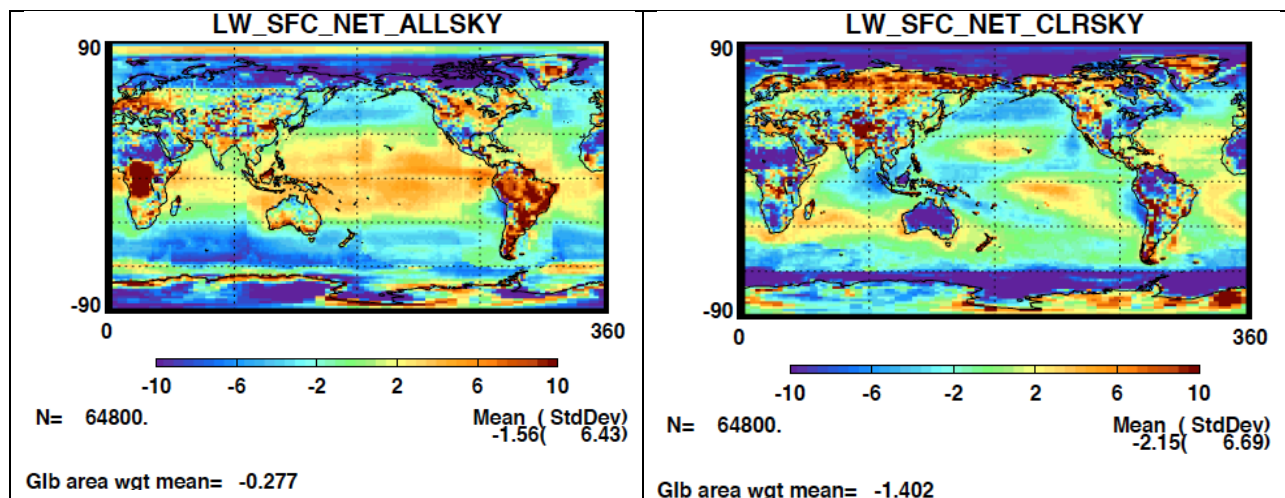 LW_SFC_NET_ALLSKY
90
-90
0
360
-10 -6 -2 2 6 10
N= 64800.
Mean ( StdDev)
-1.56( 6.43)
Glb area wgt mean= -0.277
LW_SFC_NET_CLRSKY
90
-90
0
360
-10 -6 -2 2 6 10
N= 64800.
Mean ( StdDev)
-2.15( 6.69)
Glb area wgt mean= -1.402